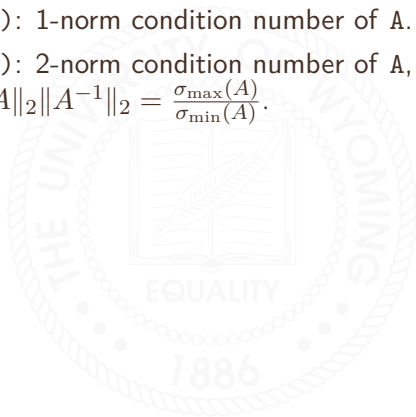 ): 1-norm condition number of A.
): 2-norm condition number of A,
A‖₂‖A⁻¹‖₂ = σmax(A)/σmin(A).
THE UNIVERSITY OF WYOMING
EQUALITY
1886